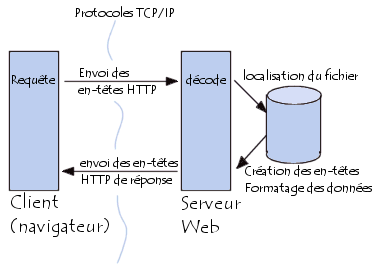 Protocoles TCP/IP
Requête
Envoi des
en-têtes HTTP
décode
localisation du fichier
envoi des en-têtes
HTTP de réponse
Création des en-têtes
Formatage des données
Client
(navigateur)
Serveur
Web